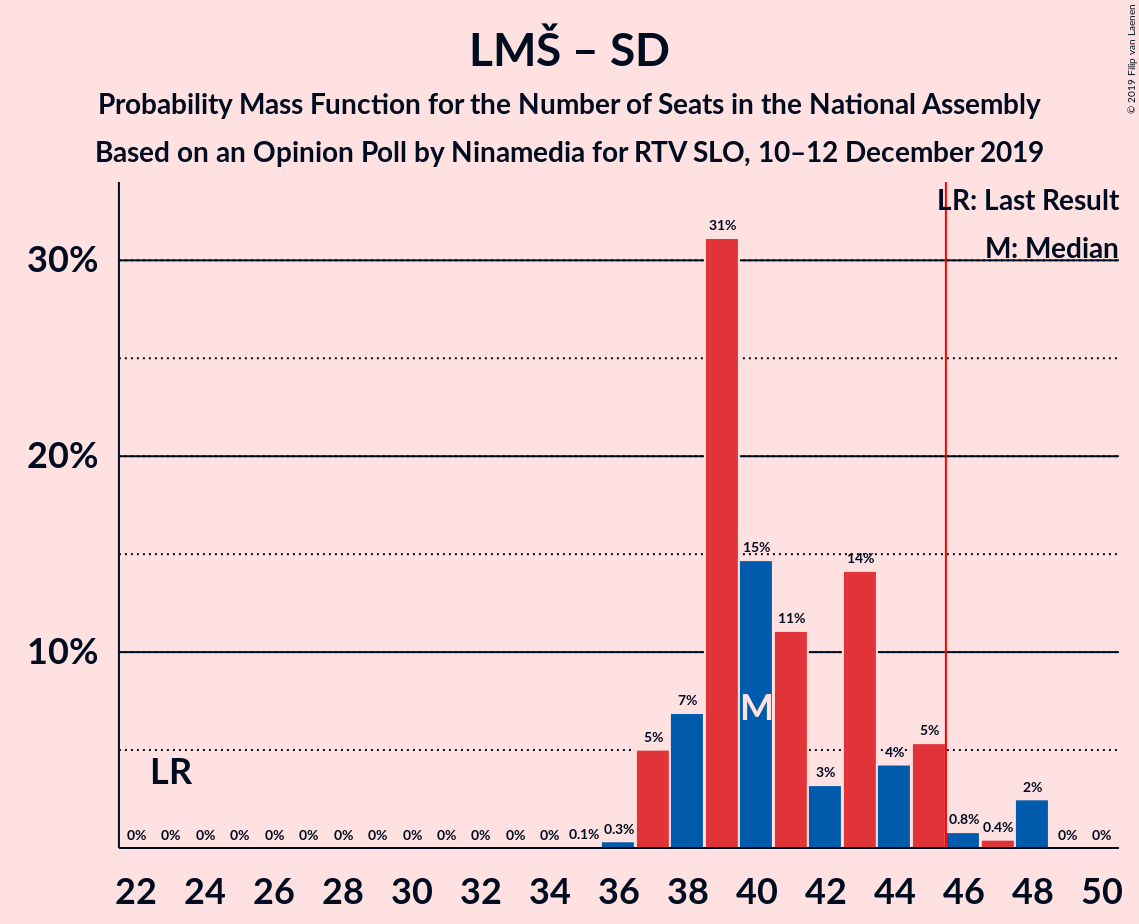 LMŠ – SD
Probability Mass Function for the Number of Seats in the National Assembly
Based on an Opinion Poll by Ninamedia for RTV SLO, 10–12 December 2019
© 2019 Filip van Laenen
LR: Last Result
M: Median
30%
20%
10%
LR
M
0% 0% 0% 0% 0% 0% 0% 0% 0% 0% 0% 0% 0% 0.1% 0.3% 5% 7% 31% 15% 11% 3% 14% 4% 5% 0.8% 0.4% 2% 0% 0%
22 24 26 28 30 32 34 36 38 40 42 44 46 48 50